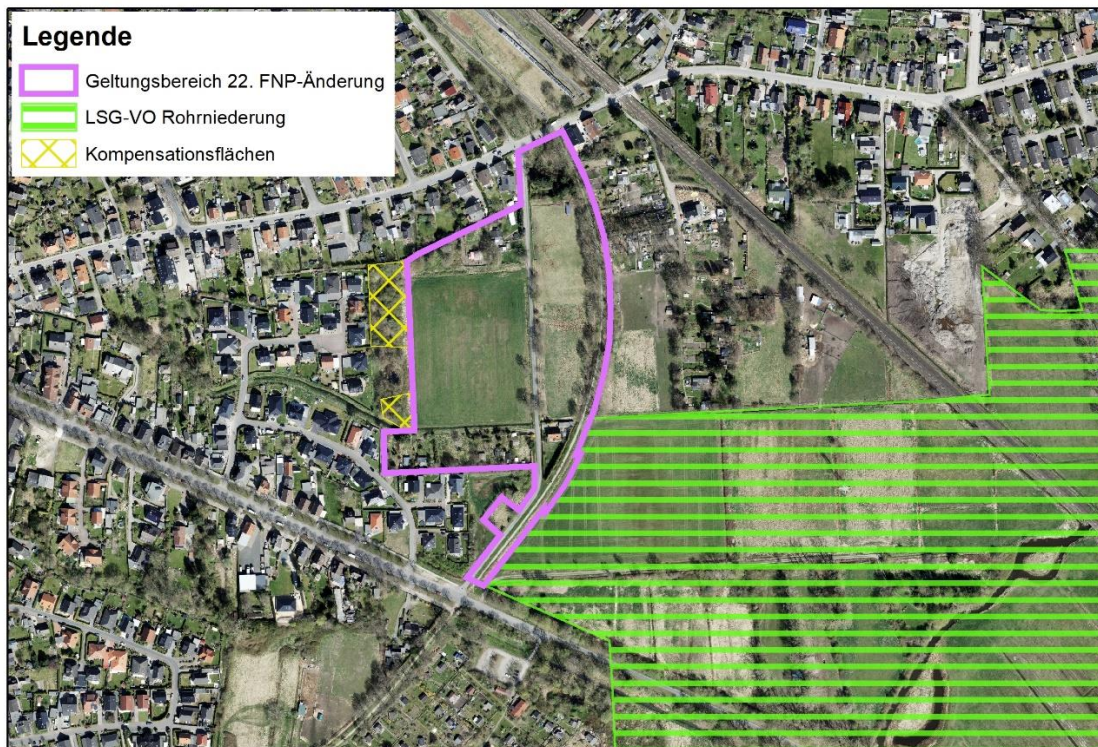 Legende
Geltungsbereich 22. FNP-Änderung
LSG-VO Rohrniederung
Kompensationsflächen